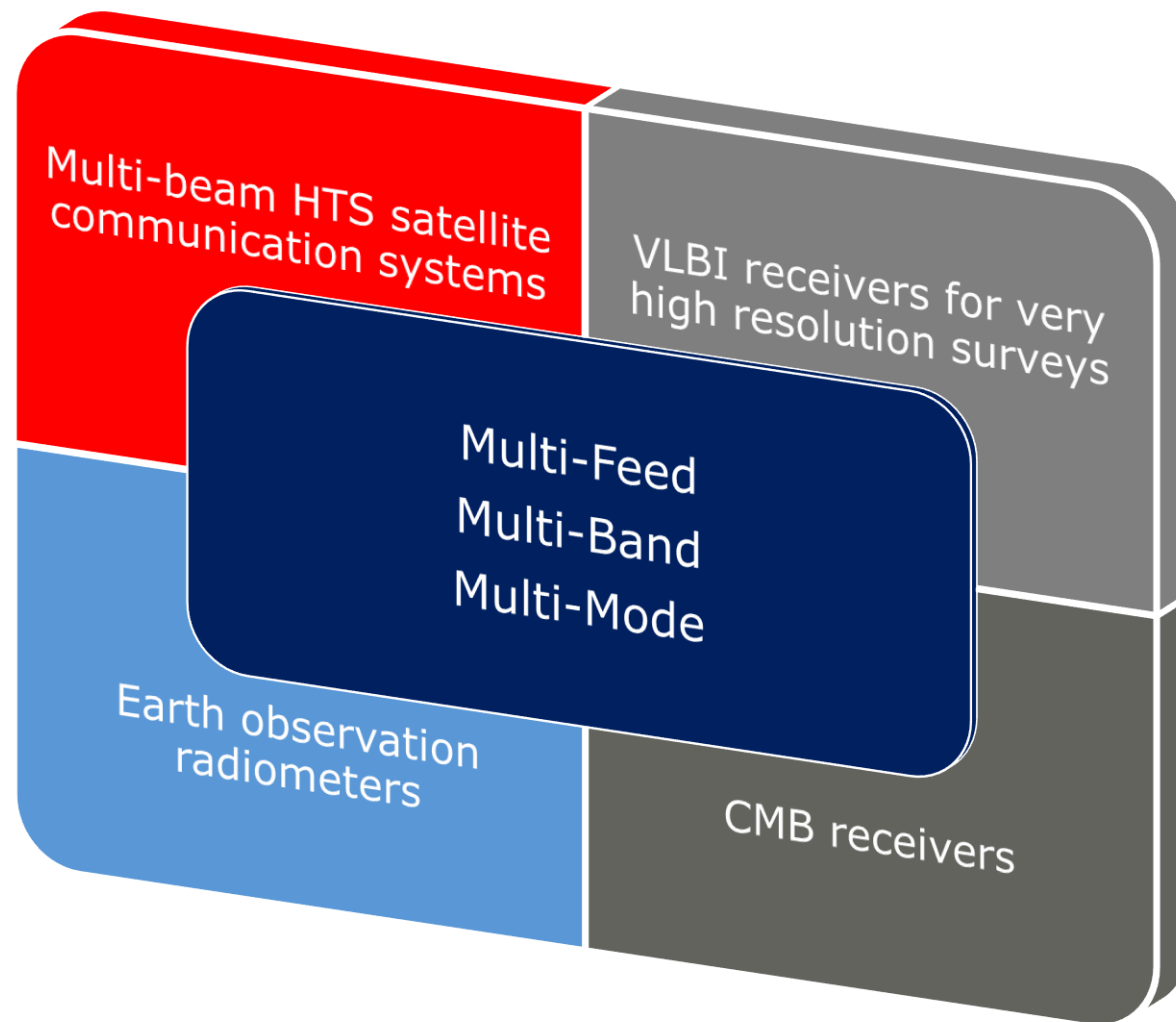 Multi-beam HTS satellite
communication systems
VLBI receivers for very
high resolution surveys
Multi-Feed
Multi-Band
Multi-Mode
Earth observation
radiometers
CMB receivers